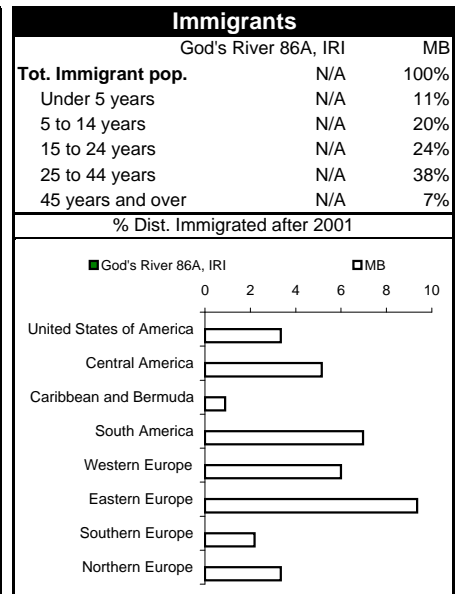 Immigrants
God's River 86A, IRI MB
Tot. Immigrant pop. N/A 100%
Under 5 years N/A 11%
5 to 14 years N/A 20%
15 to 24 years N/A 24%
25 to 44 years N/A 38%
45 years and over N/A 7%
% Dist. Immigrated after 2001
God's River 86A, IRI MB
0 2 4 6 8 10
United States of America
Central America
Caribbean and Bermuda
South America
Western Europe
Eastern Europe
Southern Europe
Northern Europe